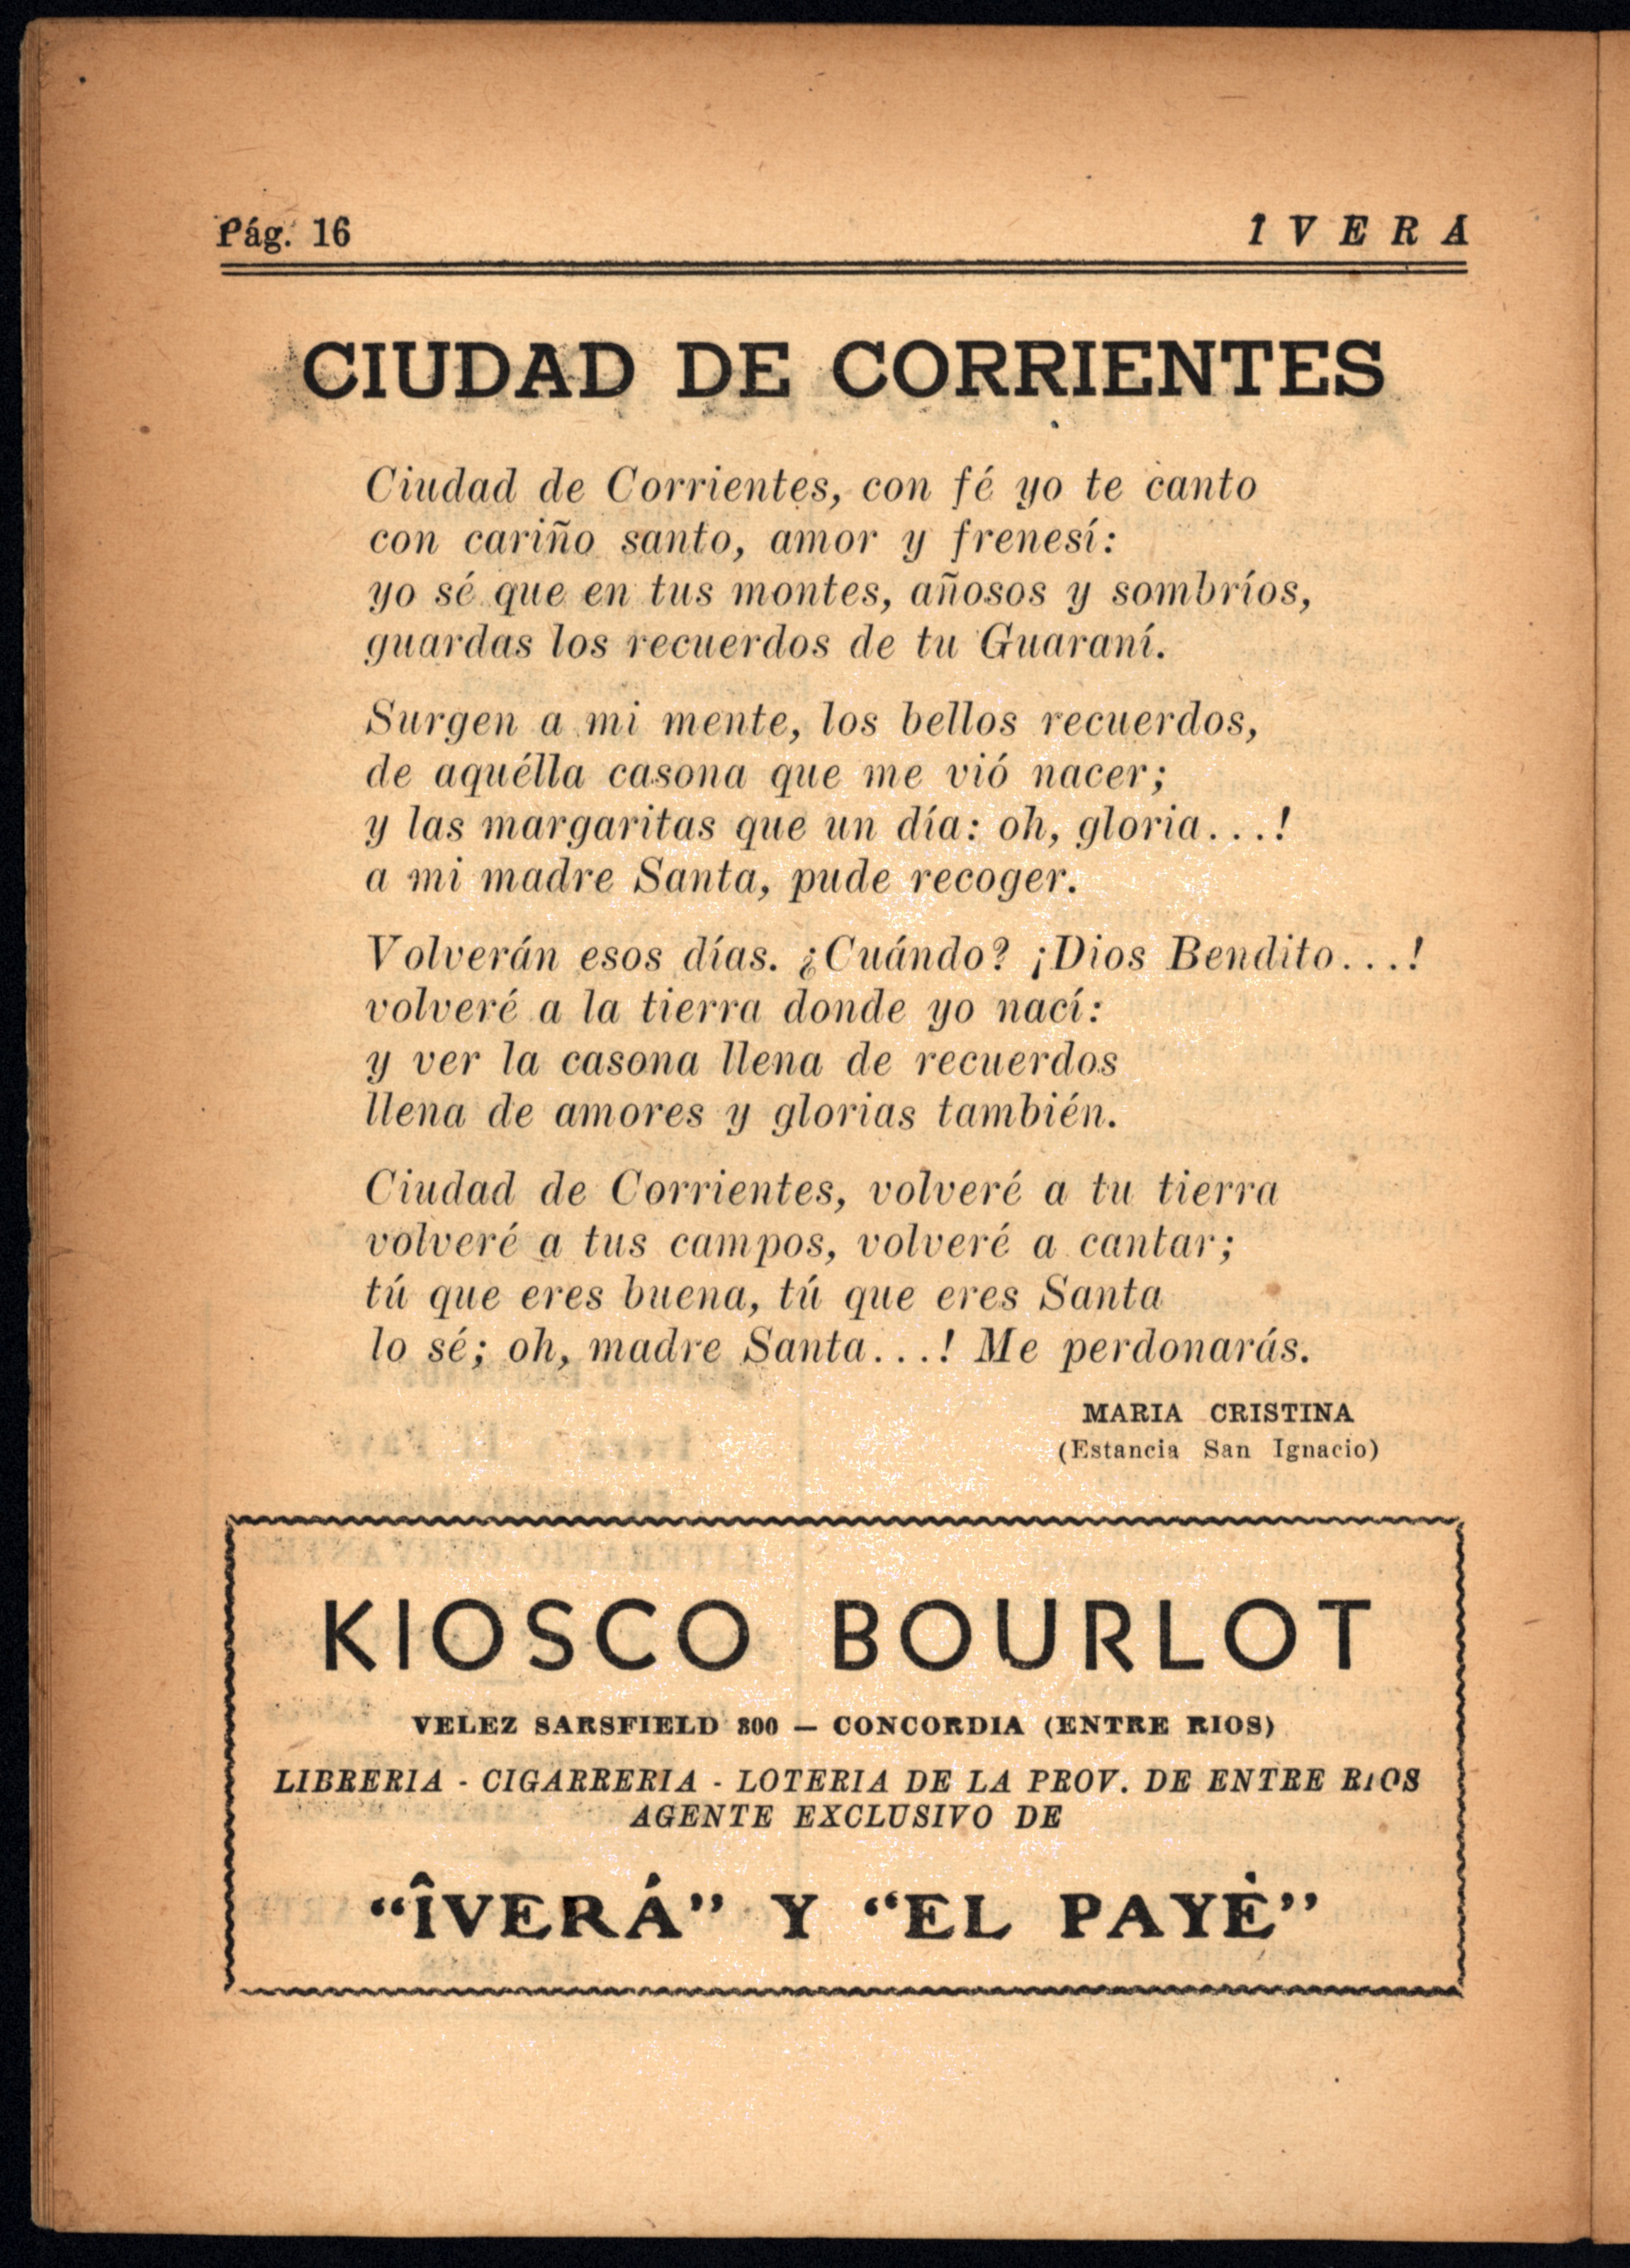 Pág. 16
ÎVERÁ
CIUDAD DE CORRIENTES
Ciudad de Corrientes, con fé yo te canto
con cariño santo, amor y frenesí:
yo sé que en tus montes, añosos y sombríos,
guardas los recuerdos de tu Guaraní.
Surgen a mi mente, los bellos recuerdos,
de aquélla casona que me vió nacer;
y las margaritas que un día: oh, gloria...!
a mi madre Santa, pude recoger.
Volverán esos días. ¿Cuándo? ¡Dios Bendito...!
volveré a la tierra donde yo nací:
y ver la casona llena de recuerdos
llena de amores y glorias también.
Ciudad de Corrientes, volveré a tu tierra
volveré a tus campos, volveré a cantar;
tú que eres buena, tú que eres Santa
lo sé; oh, madre Santa...! Me perdonarás.
MARIA CRISTINA
(Estancia San Ignacio)
KIOSCO BOURLOT
VELEZ SARSFIELD 800 — CONCORDIA (ENTRE RIOS)
LIBRERIA - CIGARRERIA - LOTERIA DE LA PROV. DE ENTRE RIOS
AGENTE EXCLUSIVO DE
“ÎVERÁ” Y “EL PAYÉ”